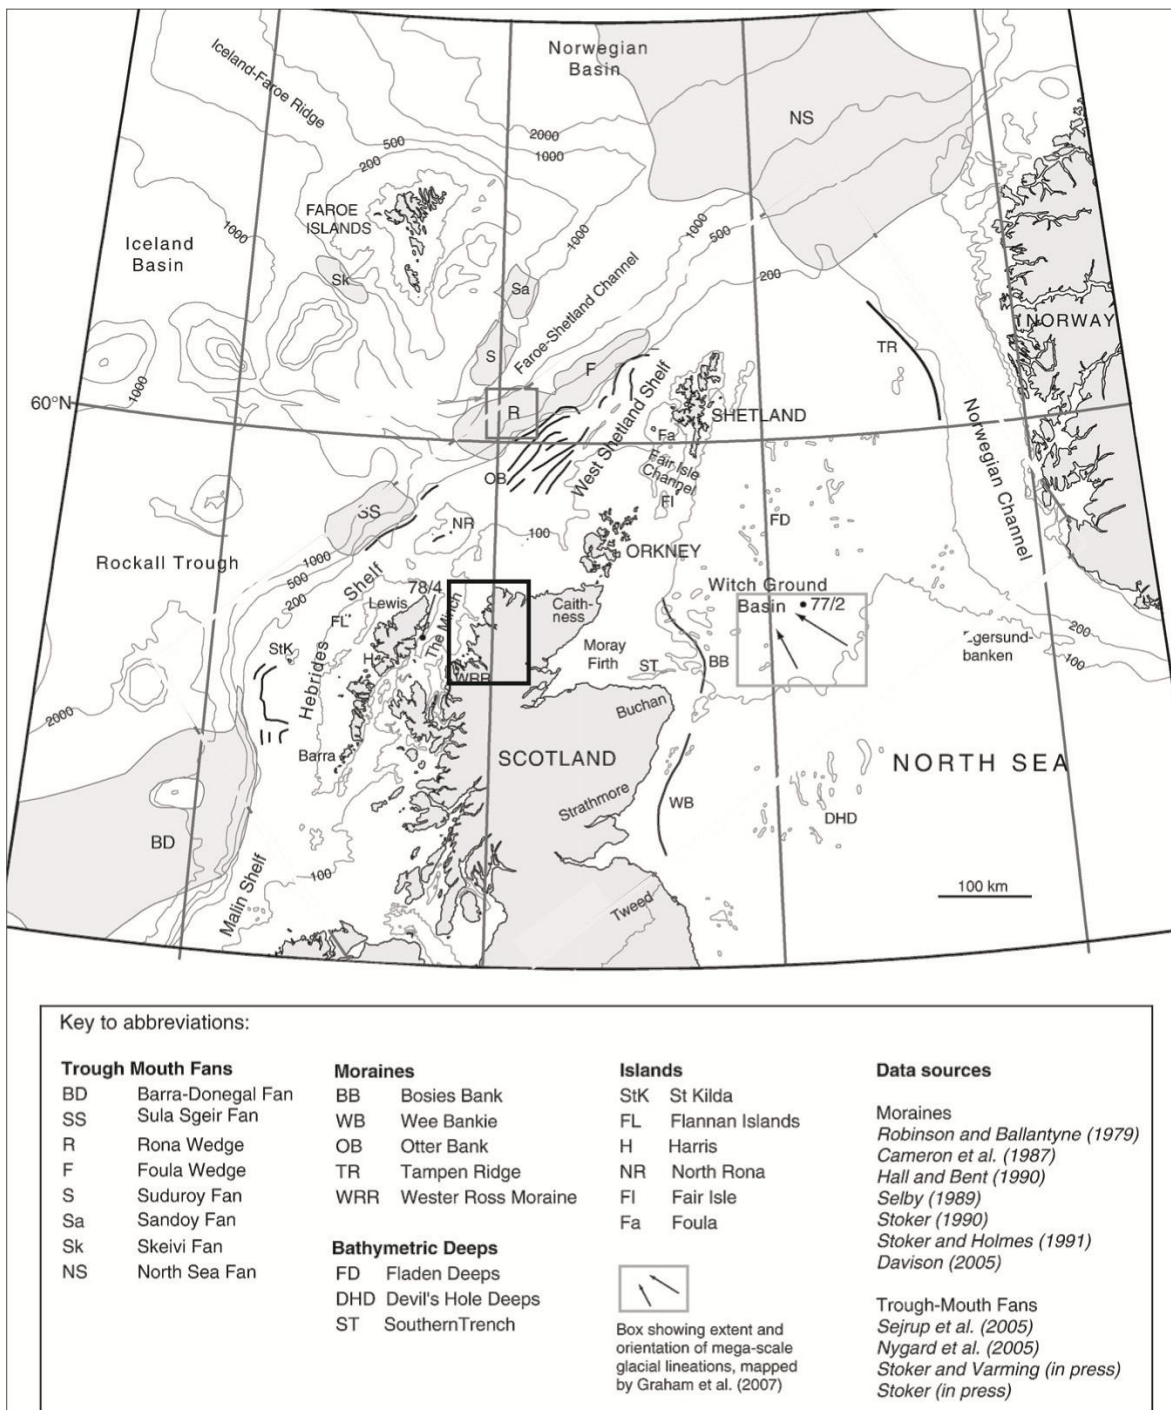 Norwegian
Basin
Iceland-Faroe Ridge
NS
2000
500
1000
200
FAROE
ISLANDS
1000
1000
1000
500
Iceland
Basin
Sk
Sa
200
Faroe-Shetland Channel
NORWAY
TR
S
F
1000
60°N
R
SHETLAND
West Shetland Shelf
Fa
Fair Isle
Channel
Norwegian Channel
OB
FI
SS
NR
100
FD
ORKNEY
Rockall Trough
1000
500
200
Shelf
78/4
Witch Ground
Basin
77/2
Lewis
The Minch
Caith-
ness
FL
StK
H
WRR
Moray
Firth
ST
BB
Egersund-
banken
200
100
Hebrides
Buchan
2000
Barra
SCOTLAND
NORTH SEA
Strathmore
WB
DHD
BD
100
Malin Shelf
Tweed
100 km
Key to abbreviations:
Trough Mouth Fans
BD Barra-Donegal Fan
SS Sula Sgeir Fan
R Rona Wedge
F Foula Wedge
S Suduroy Fan
Sa Sandoy Fan
Sk Skeivi Fan
NS North Sea Fan
Moraines
BB Bosies Bank
WB Wee Bankie
OB Otter Bank
TR Tampen Ridge
WRR Wester Ross Moraine
Bathymetric Deeps
FD Fladen Deeps
DHD Devil's Hole Deeps
ST SouthernTrench
Islands
StK St Kilda
FL Flannan Islands
H Harris
NR North Rona
FI Fair Isle
Fa Foula
Box showing extent and
orientation of mega-scale
glacial lineations, mapped
by Graham et al. (2007)
Data sources
Moraines
Robinson and Ballantyne (1979)
Cameron et al. (1987)
Hall and Bent (1990)
Selby (1989)
Stoker (1990)
Stoker and Holmes (1991)
Davison (2005)
Trough-Mouth Fans
Sejrup et al. (2005)
Nygard et al. (2005)
Stoker and Varming (in press)
Stoker (in press)